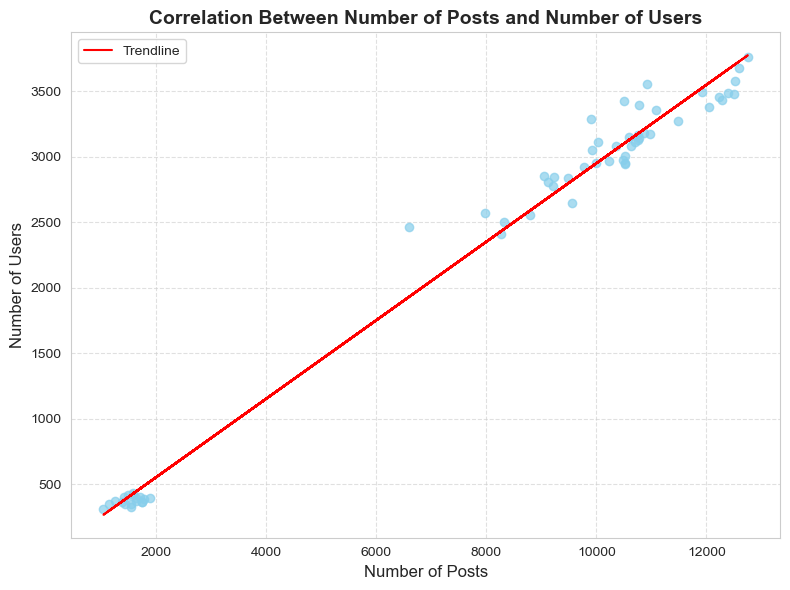 Correlation Between Number of Posts and Number of Users
Trendline
Number of Users
3500
3000
2500
2000
1500
1000
500
2000 4000 6000 8000 10000 12000
Number of Posts